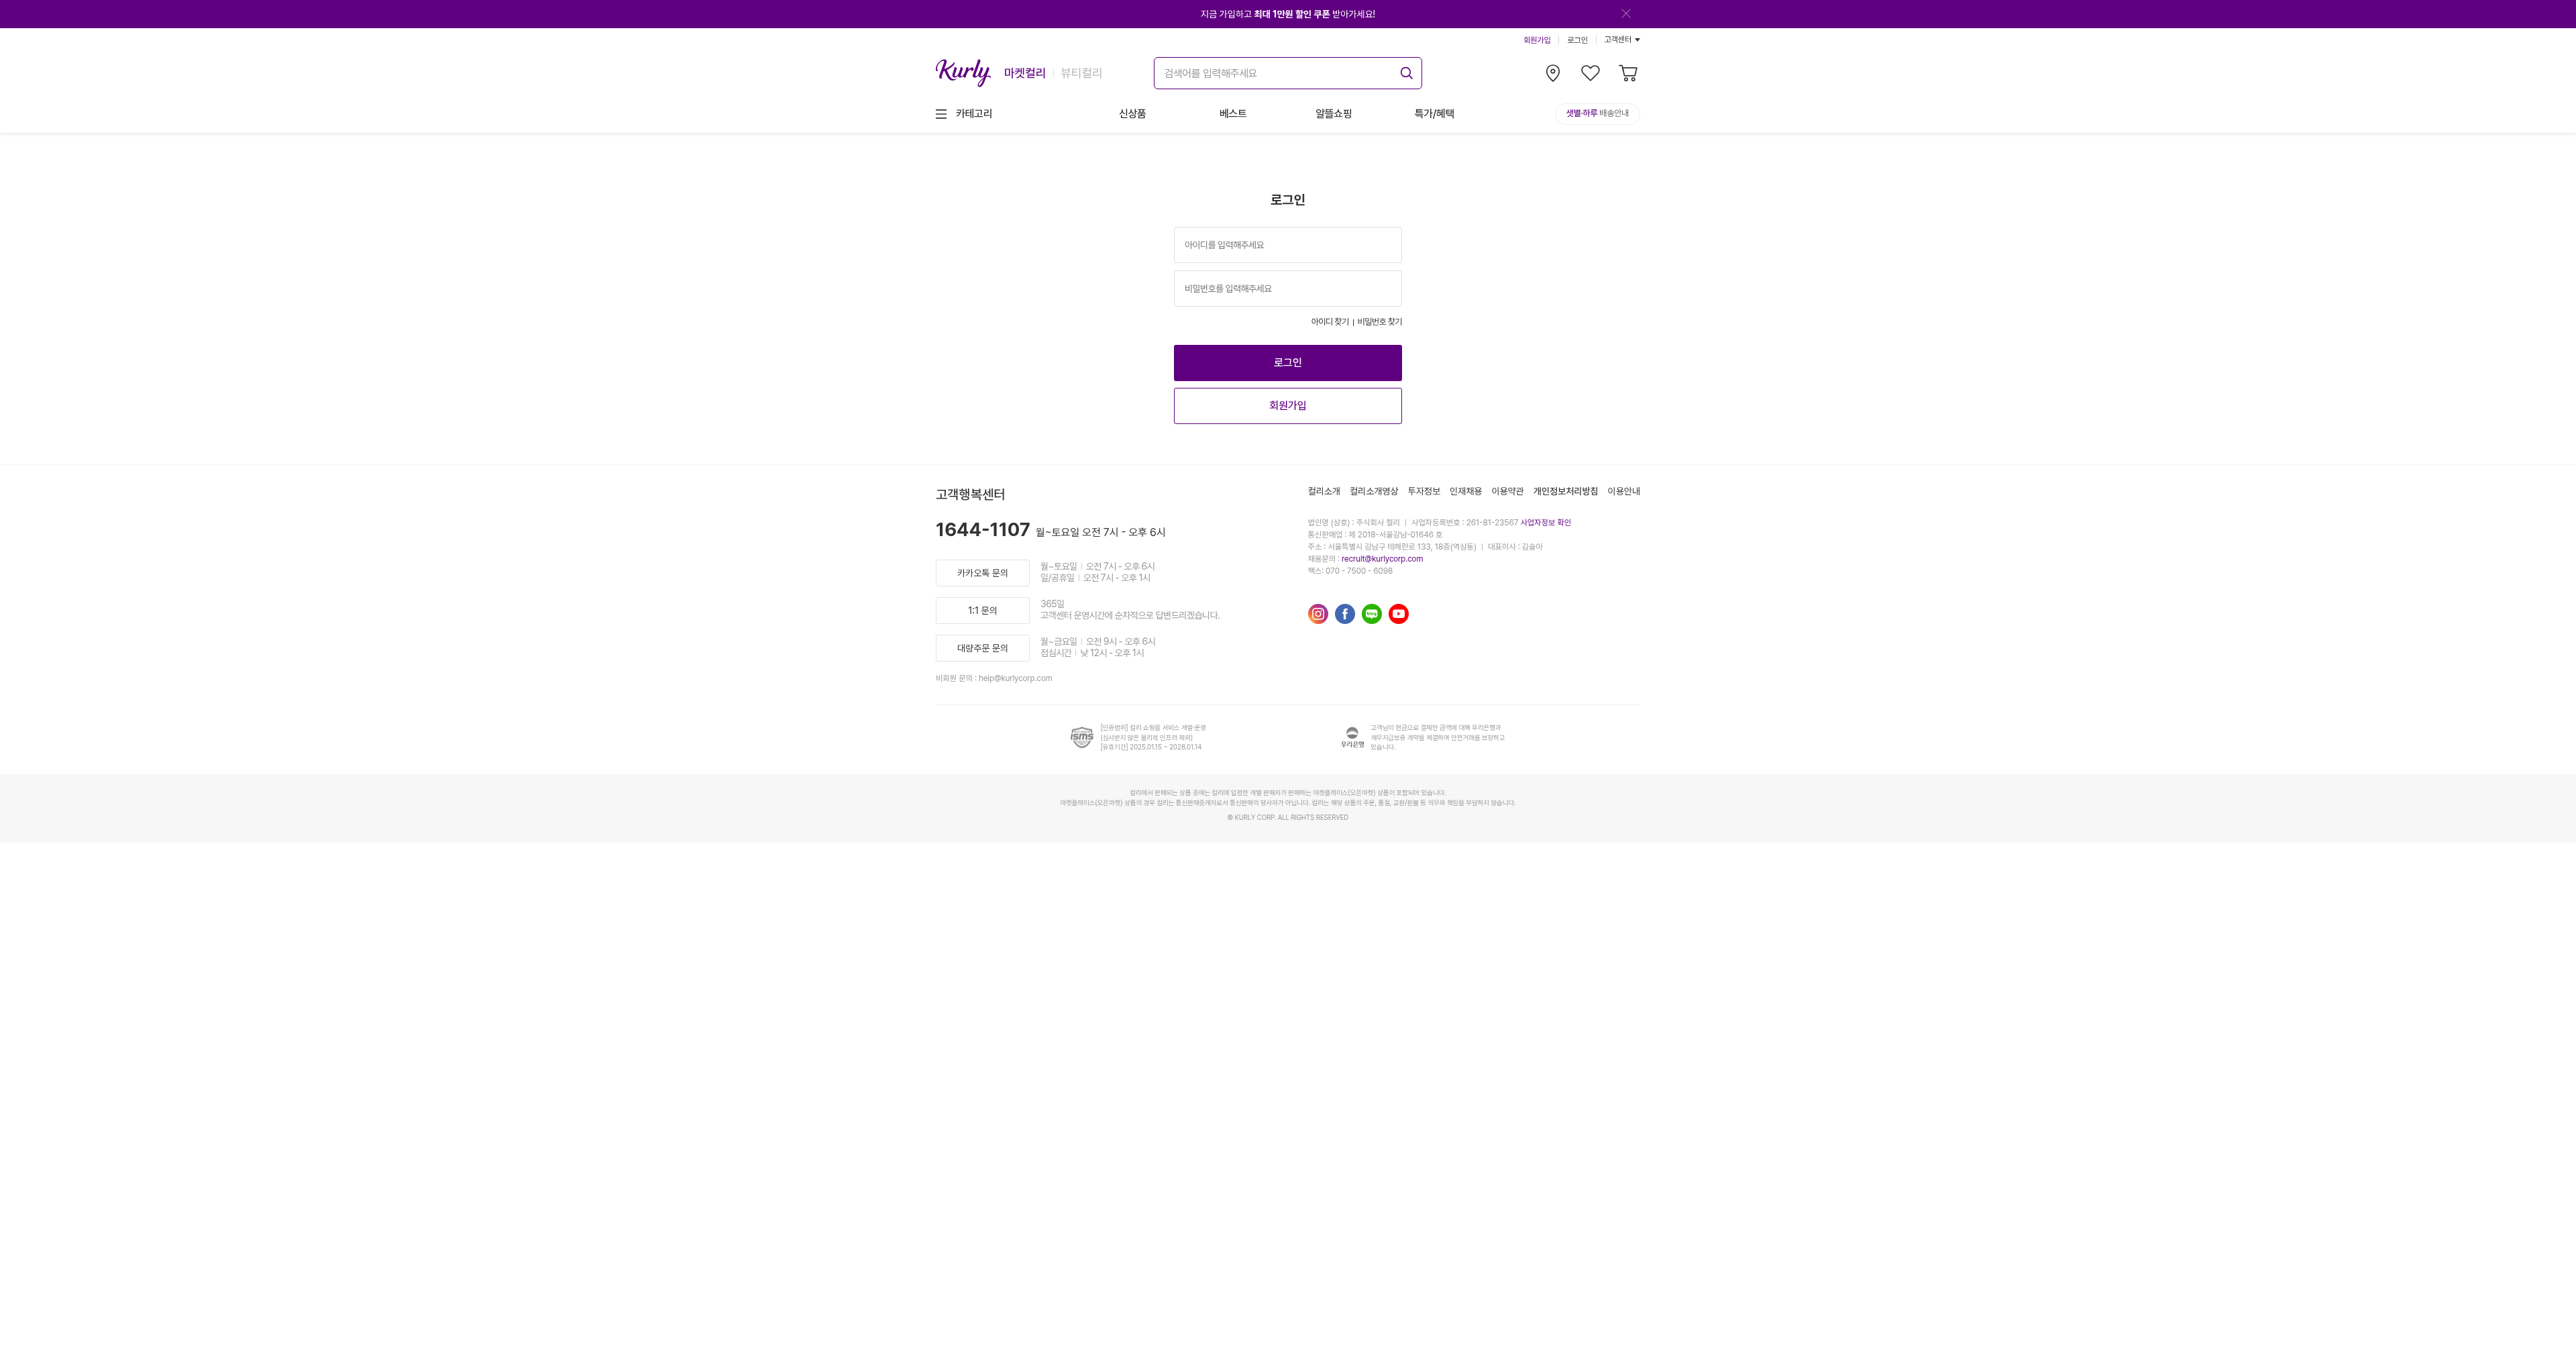 지금 가입하고 최대 1만원 할인 쿠폰 받아가세요!
회원가입 로그인 고객센터
Kurly 마켓컬리 뷰티컬리 검색어를 입력해주세요
카테고리 신상품 베스트 알뜰쇼핑 특가/혜택 샛별·하루 배송안내
로그인
아이디를 입력해주세요
비밀번호를 입력해주세요
아이디 찾기 | 비밀번호 찾기
로그인
회원가입
고객행복센터
1644-1107 월~토요일 오전 7시 - 오후 6시
카카오톡 문의
월~토요일 | 오전 7시 - 오후 6시
일/공휴일 | 오전 7시 - 오후 1시
1:1 문의
365일
고객센터 운영시간에 순차적으로 답변드리겠습니다.
대량주문 문의
월~금요일 | 오전 9시 - 오후 6시
점심시간 | 낮 12시 - 오후 1시
비회원 문의 : help@kurlycorp.com
컬리소개 컬리소개영상 투자정보 인재채용 이용약관 개인정보처리방침 이용안내
법인명 (상호) : 주식회사 컬리 | 사업자등록번호 : 261-81-23567 사업자정보 확인
통신판매업 : 제 2018-서울강남-01646 호
주소 : 서울특별시 강남구 테헤란로 133, 18층(역삼동) | 대표이사 : 김슬아
채용문의 : recruit@kurlycorp.com
팩스: 070 - 7500 - 6098
blog
ISMS
[인증범위] 컬리 쇼핑몰 서비스 개발·운영
(심사받지 않은 물리적 인프라 제외)
[유효기간] 2025.01.15 ~ 2028.01.14
우리은행
고객님이 현금으로 결제한 금액에 대해 우리은행과
채무지급보증 계약을 체결하여 안전거래를 보장하고
있습니다.
컬리에서 판매되는 상품 중에는 컬리에 입점한 개별 판매자가 판매하는 마켓플레이스(오픈마켓) 상품이 포함되어 있습니다.
마켓플레이스(오픈마켓) 상품의 경우 컬리는 통신판매중개자로서 통신판매의 당사자가 아닙니다. 컬리는 해당 상품의 주문, 품질, 교환/환불 등 의무와 책임을 부담하지 않습니다.
© KURLY CORP. ALL RIGHTS RESERVED